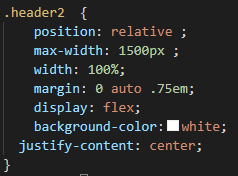 .header2  {
    position: relative ;
    max-width: 1500px ;
    width: 100%;
    margin: 0 auto .75em;
    display: flex;
    background-color: white;
  justify-content: center;
}